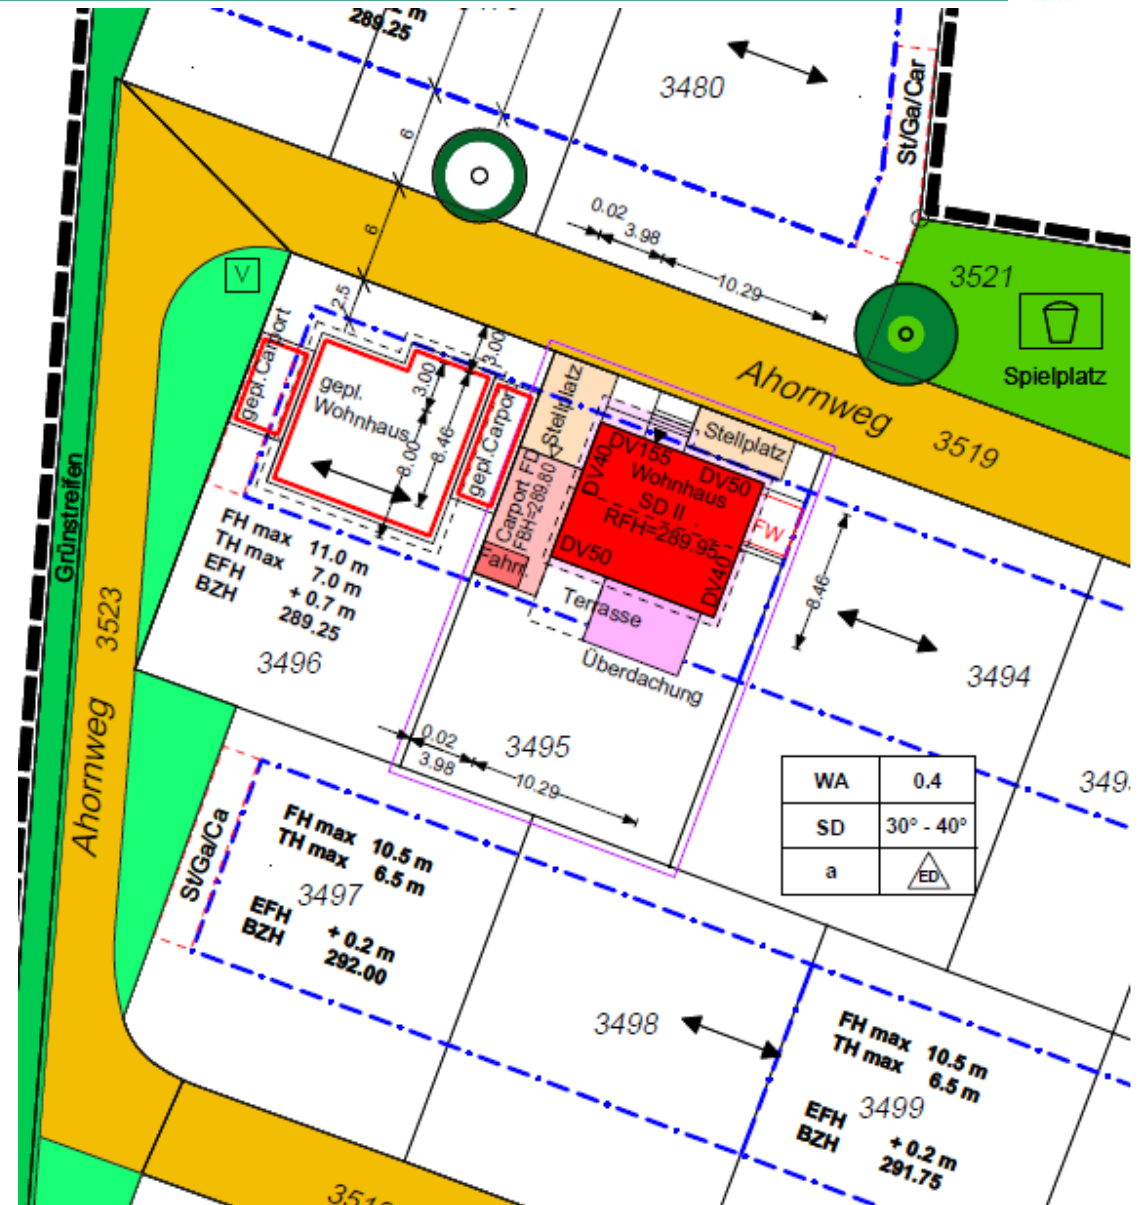 289.25
3480
St/Ga/Car
6
0.02
3.98
10.29
6
V
3521
Spielplatz
2.5
gepl.Carport
gepl.
Wohnhaus
3.00
3.00
8.00
8.46
gepl.Carport
Stellplatz
Ahornweg
3519
Stellplatz
DV155
DV40
DV50
Wohnhaus
SD II
RFH=289.95
FW
Carport FD
FBH=289.80
DV50
DV40
Terrasse
Überdachung
8.46
Grünstreifen
FH max 11.0 m
TH max 7.0 m
EFH + 0.7 m
BZH 289.25
3496
3494
Ahornweg
3523
0.02
3.98
10.29
3495
WA 0.4
SD 30° - 40°
a ED
St/Ga/Ca
FH max 10.5 m
TH max 6.5 m
3497
EFH + 0.2 m
BZH 292.00
3498
FH max 10.5 m
TH max 6.5 m
3499
EFH + 0.2 m
BZH 291.75